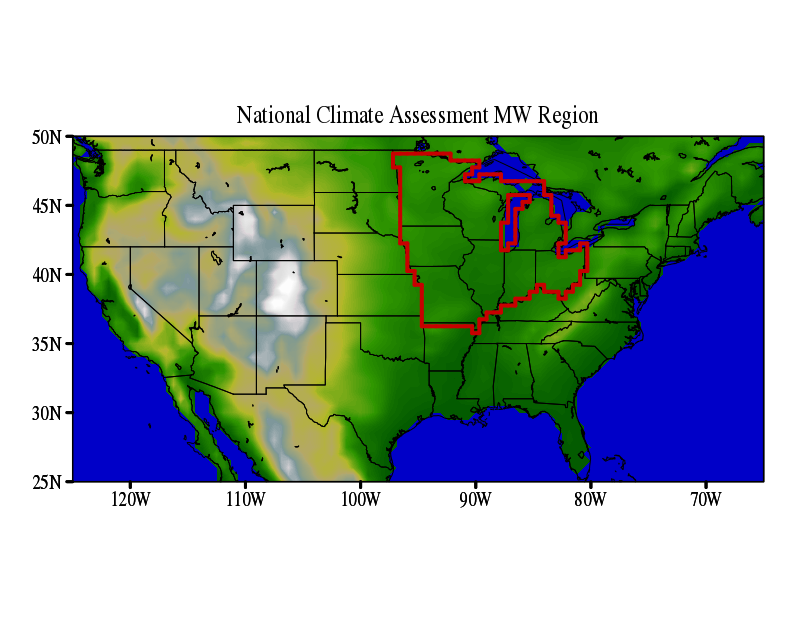 National Climate Assessment MW Region
50N
45N
40N
35N
30N
25N
120W 110W 100W 90W 80W 70W